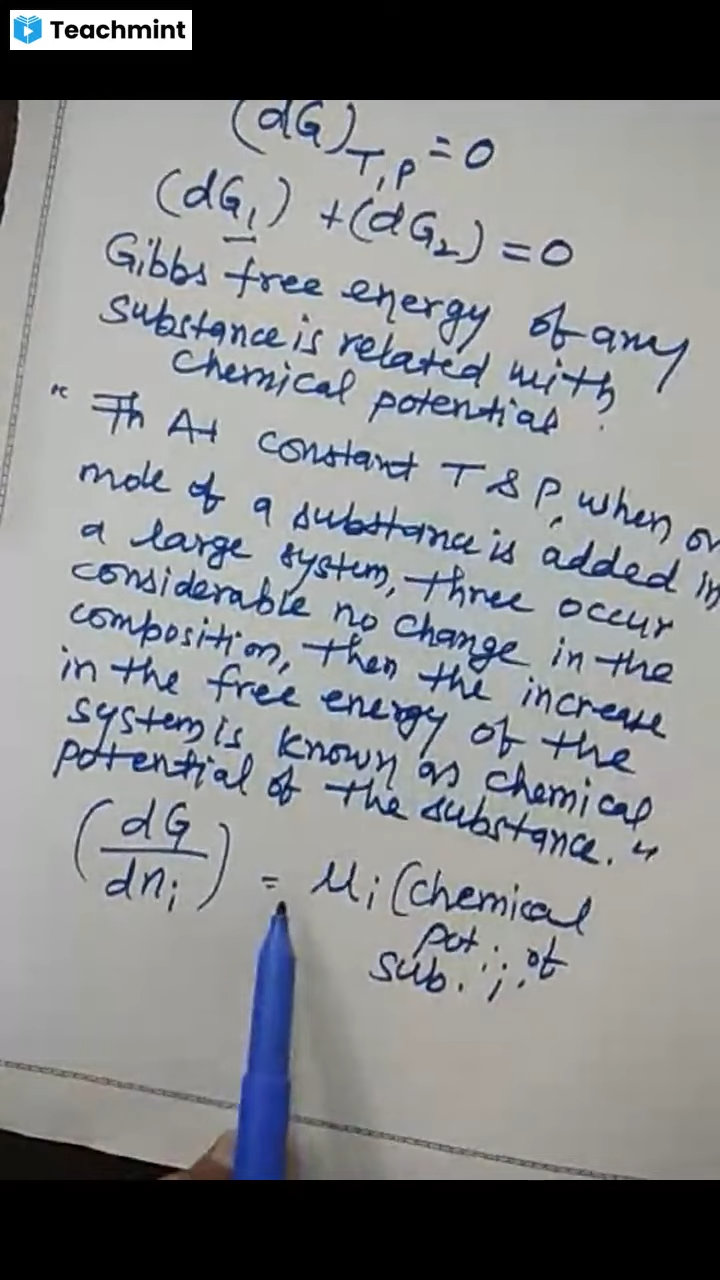 Teachmint
(dG)T,P = 0
(dG₁) + (dG₂) = 0
Gibbs free energy of any
substance is related with
chemical potential.
"Th At constant T & P, when on
mole of a substance is added in
a large system, three occur
considerable no change in the
composition, then the increase
in the free energy of the
system is known as chemical
potential of the substance."
(dG/dnᵢ) = μᵢ (chemical
pot. of
sub. i.